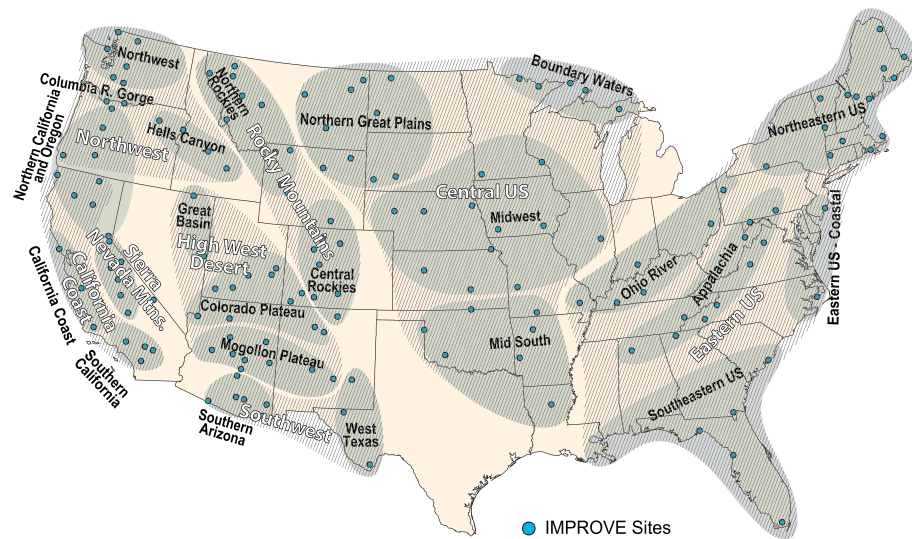 Northwest
Columbia R. Gorge
Northern California
and Oregon
Northwest
Hells Canyon
Northern
Rockies
Rocky Mountains
Northern Great Plains
Boundary Waters
Northeastern US
Central US
Midwest
Great
Basin
High West
Desert
Sierra
Nevada Mtns.
California
Coast
California Coast
Central
Rockies
Colorado Plateau
Mogollon Plateau
Mid South
Ohio River
Appalachia
Eastern US
Eastern US - Coastal
Southern
California
Southern
Arizona
Southwest
West
Texas
Southeastern US
IMPROVE Sites